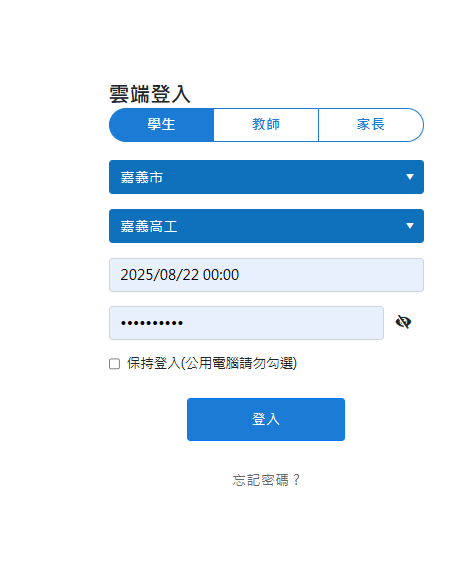 雲端登入
學生 教師 家長
嘉義市
嘉義高工
2025/08/22 00:00
••••••••••
保持登入(公用電腦請勿勾選)
登入
忘記密碼？